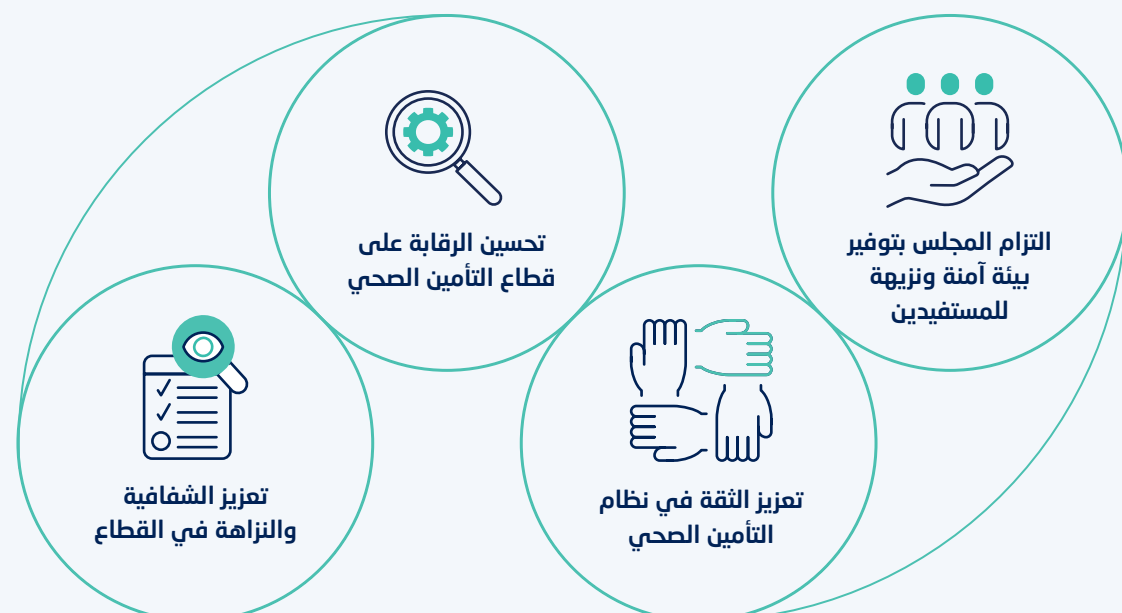 التزام المجلس بتوفير
بيئة آمنة ونزيهة
للمستفيدين
تعزيز الثقة في نظام
التأمين الصحي
تحسين الرقابة على
قطاع التأمين الصحي
تعزيز الشفافية
والنزاهة في القطاع